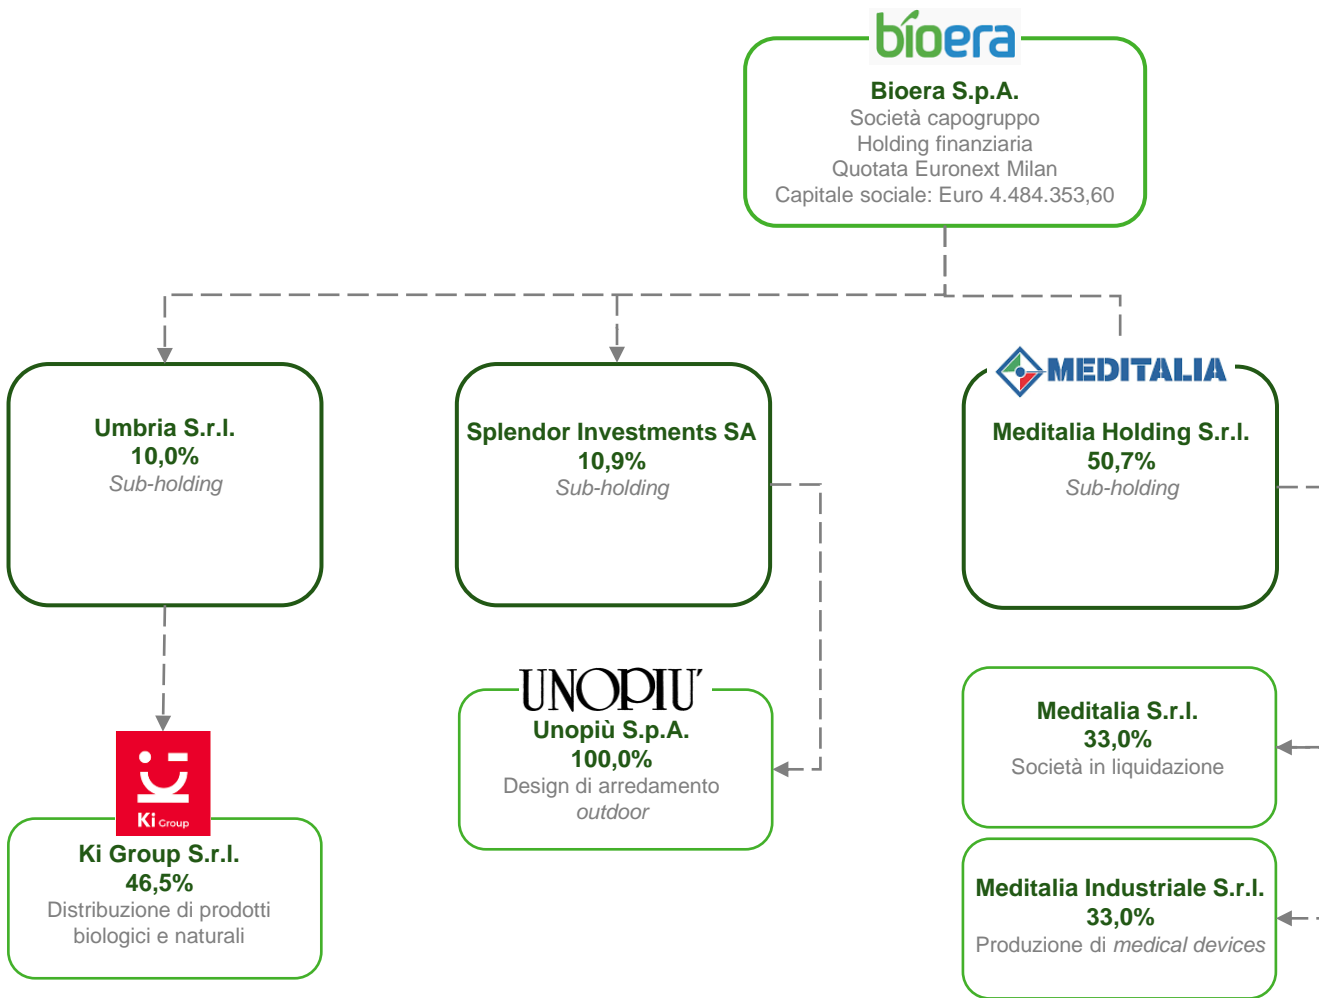 bíoera
Bioera S.p.A.
Società capogruppo
Holding finanziaria
Quotata Euronext Milan
Capitale sociale: Euro 4.484.353,60
Umbria S.r.l.
10,0%
Sub-holding
Splendor Investments SA
10,9%
Sub-holding
MEDITALIA
Meditalia Holding S.r.l.
50,7%
Sub-holding
Ki Group
Ki Group S.r.l.
46,5%
Distribuzione di prodotti
biologici e naturali
UNOPIU'
Unopiù S.p.A.
100,0%
Design di arredamento
outdoor
Meditalia S.r.l.
33,0%
Società in liquidazione
Meditalia Industriale S.r.l.
33,0%
Produzione di medical devices